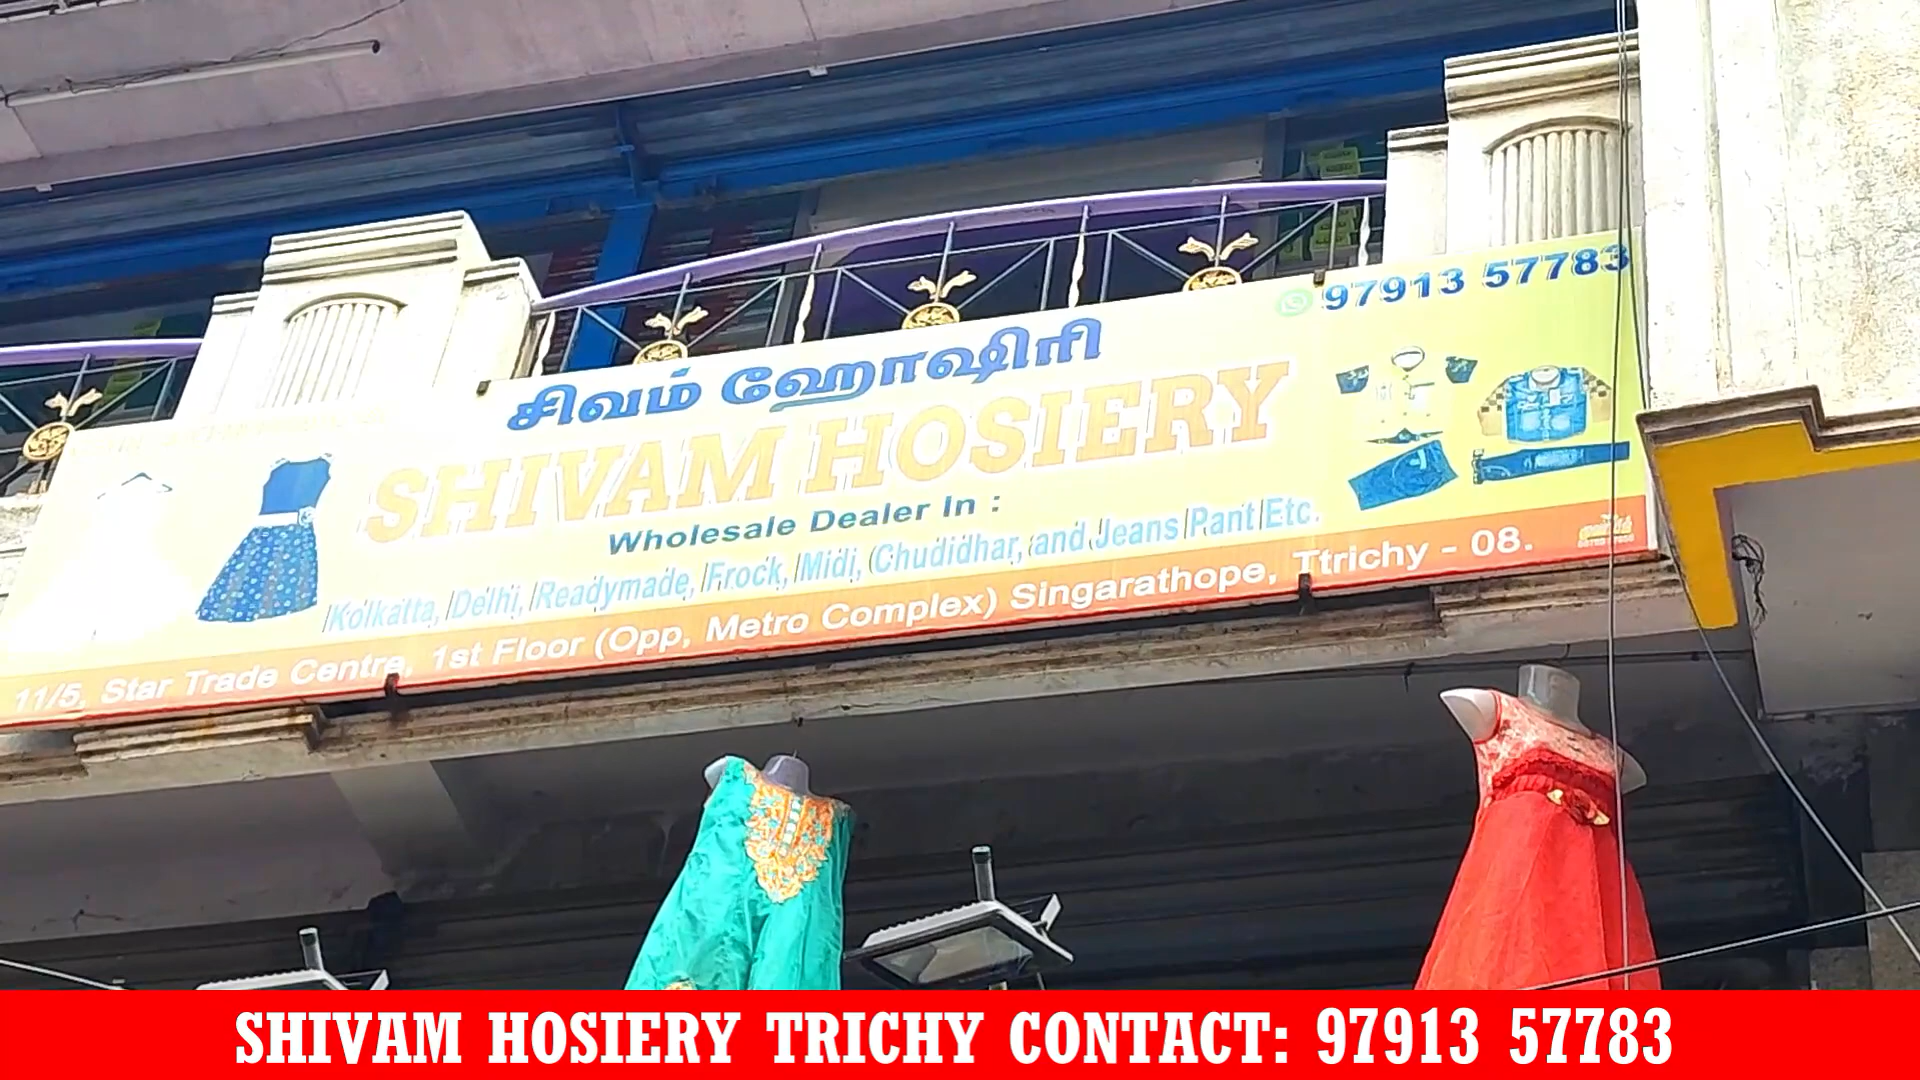 97913 57783
சிவம் ஹோஷிரி
SHIVAM HOSIERY
Wholesale Dealer In :
Kolkatta, Delhi, Readymade, Frock, Midi, Chudidhar, and Jeans Pant Etc.
11/5, Star Trade Centre, 1st Floor (Opp, Metro Complex) Singarathope, Ttrichy - 08.
SHIVAM HOSIERY TRICHY CONTACT: 97913 57783